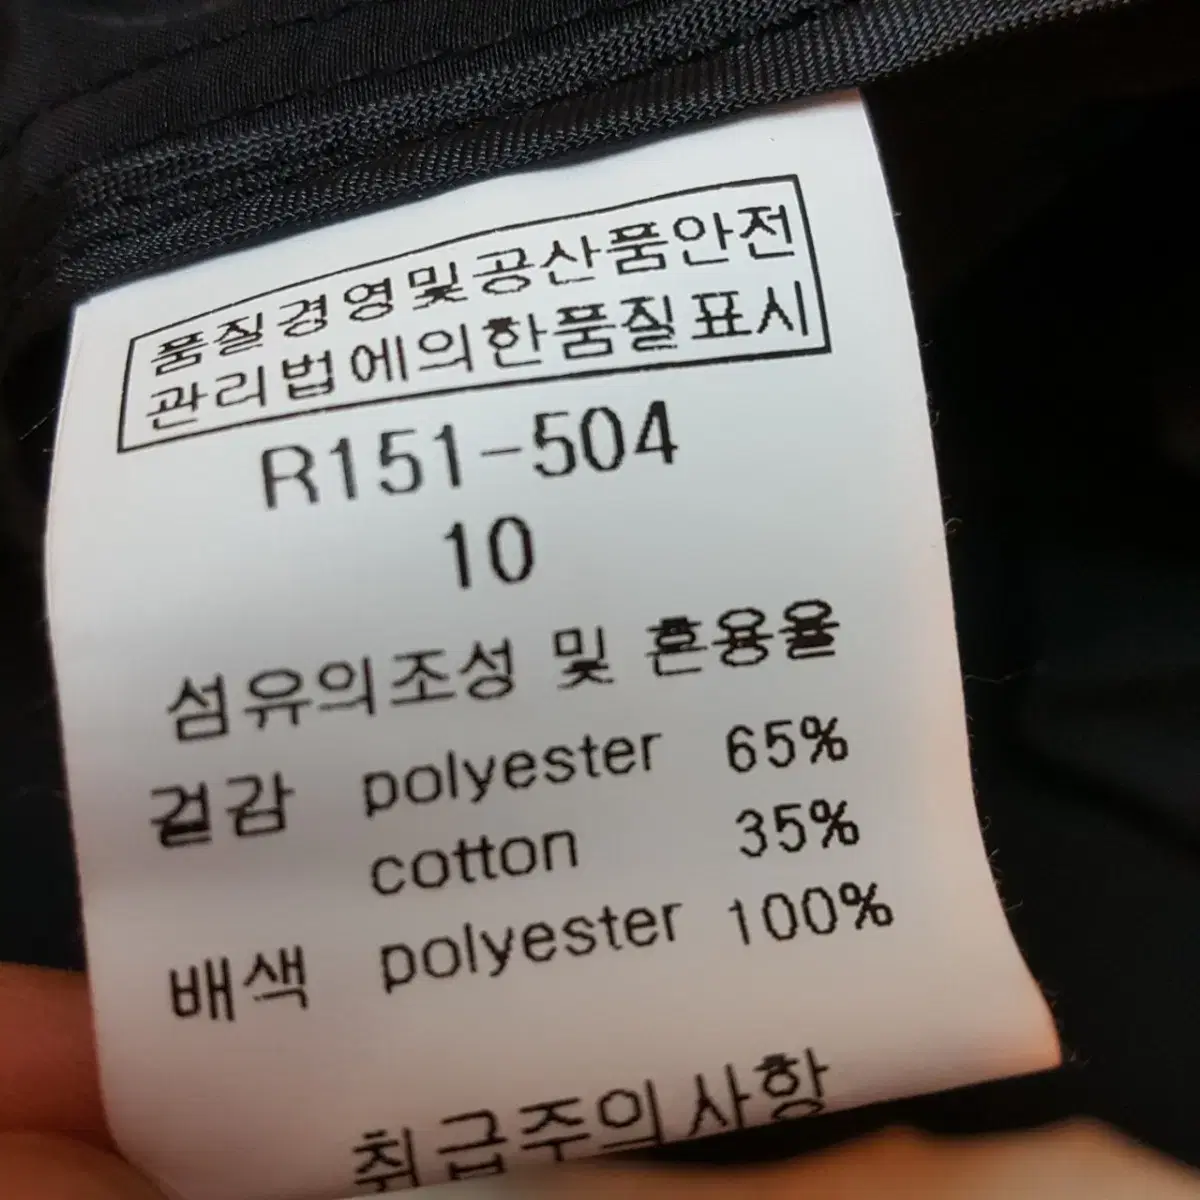 품질경영및공산품안전
관리법에의한품질표시
R151-504
10
섬유의조성 및 혼용율
겉감 polyester 65%
cotton 35%
배색 polyester 100%
취급주의사항